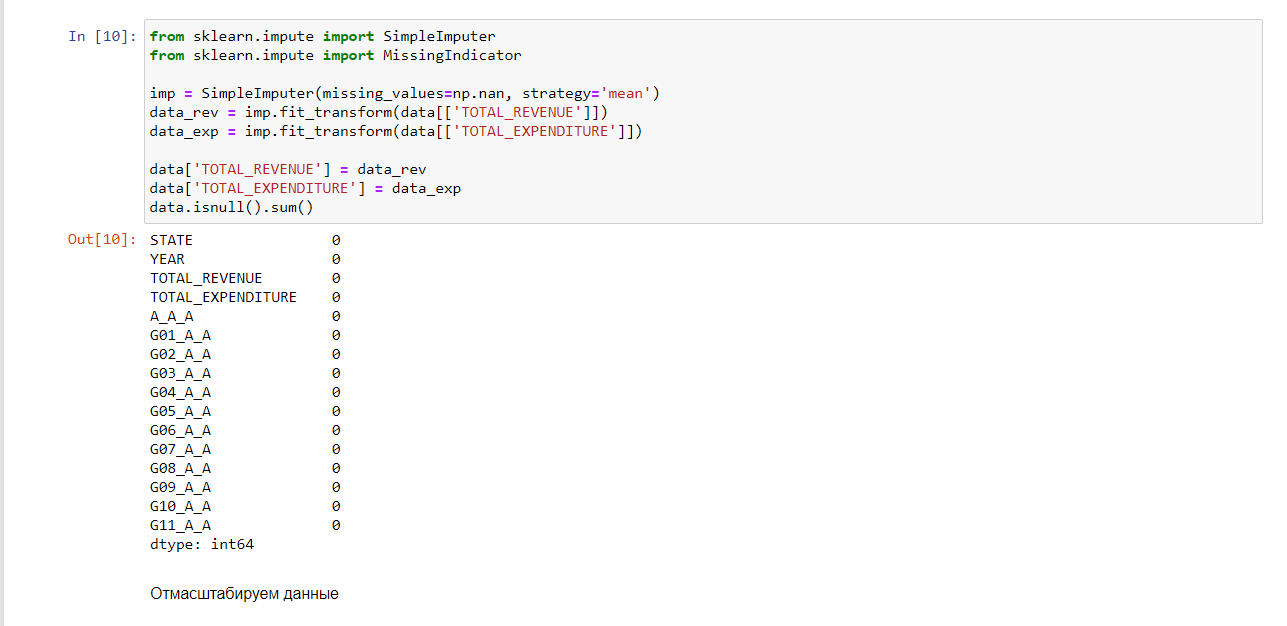 In [10]: from sklearn.impute import SimpleImputer
from sklearn.impute import MissingIndicator
imp = SimpleImputer(missing_values=np.nan, strategy='mean')
data_rev = imp.fit_transform(data[['TOTAL_REVENUE']])
data_exp = imp.fit_transform(data[['TOTAL_EXPENDITURE']])
data['TOTAL_REVENUE'] = data_rev
data['TOTAL_EXPENDITURE'] = data_exp
data.isnull().sum()
Out[10]: STATE 0
YEAR 0
TOTAL_REVENUE 0
TOTAL_EXPENDITURE 0
A_A_A 0
G01_A_A 0
G02_A_A 0
G03_A_A 0
G04_A_A 0
G05_A_A 0
G06_A_A 0
G07_A_A 0
G08_A_A 0
G09_A_A 0
G10_A_A 0
G11_A_A 0
dtype: int64
Отмасштабируем данные